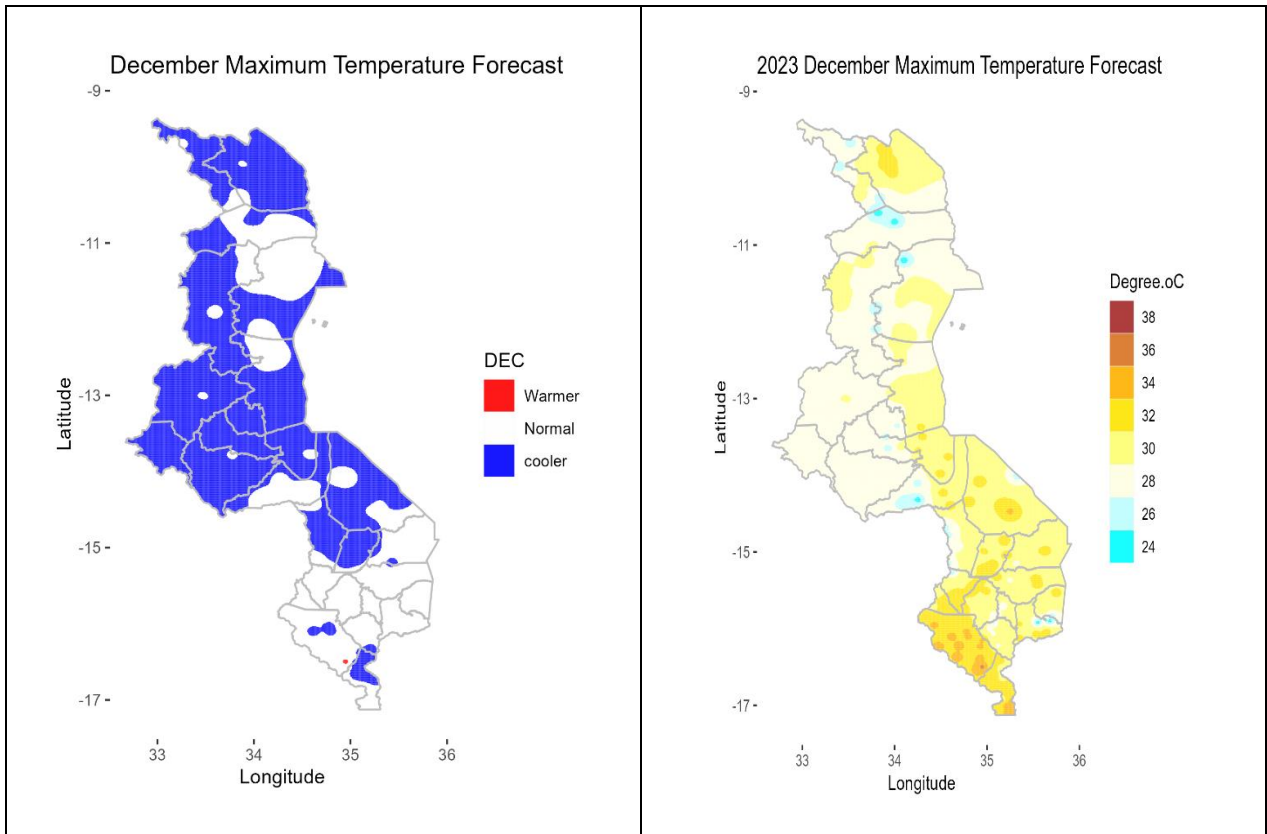 December Maximum Temperature Forecast
-9
-11
-13
-15
-17
Latitude
33 34 35 36
Longitude
DEC
Warmer
Normal
cooler
2023 December Maximum Temperature Forecast
-9
-11
-13
-15
-17
Latitude
33 34 35 36
Longitude
Degree.oC
38
36
34
32
30
28
26
24